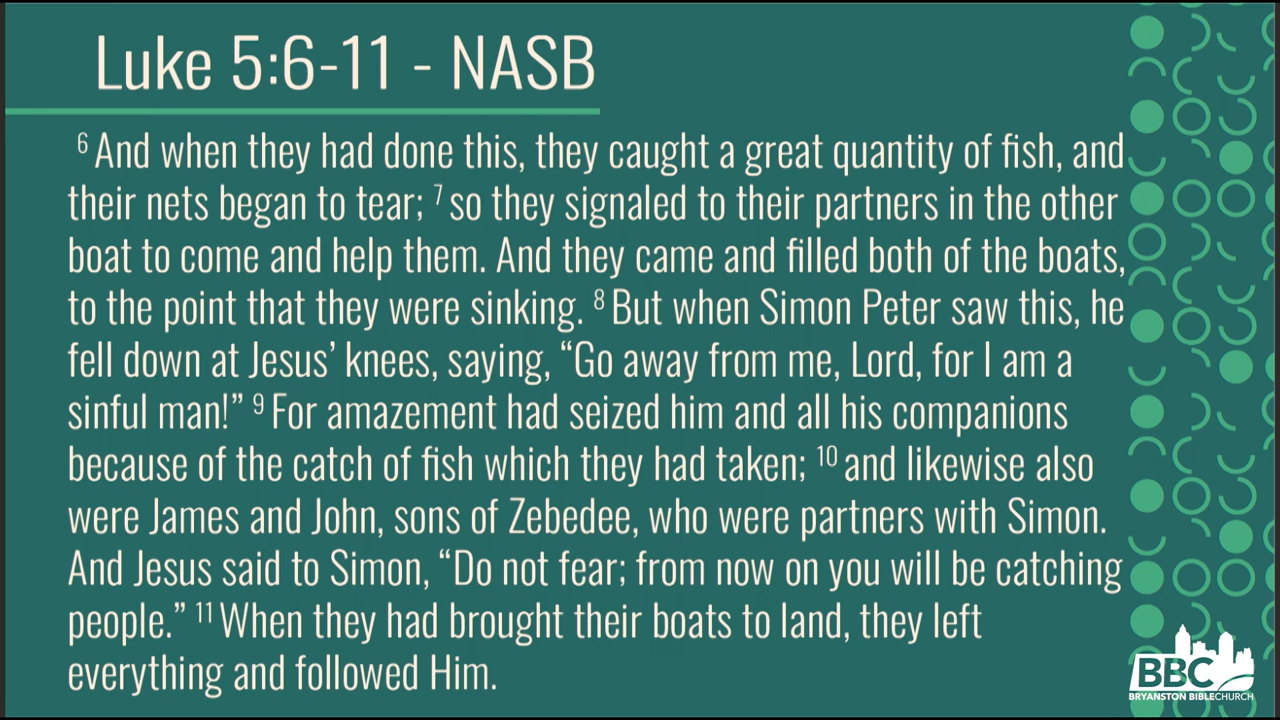 Luke 5:6-11 - NASB
6 And when they had done this, they caught a great quantity of fish, and
their nets began to tear; 7 so they signaled to their partners in the other
boat to come and help them. And they came and filled both of the boats,
to the point that they were sinking. 8 But when Simon Peter saw this, he
fell down at Jesus’ knees, saying, “Go away from me, Lord, for I am a
sinful man!” 9 For amazement had seized him and all his companions
because of the catch of fish which they had taken; 10 and likewise also
were James and John, sons of Zebedee, who were partners with Simon.
And Jesus said to Simon, “Do not fear; from now on you will be catching
people.” 11 When they had brought their boats to land, they left
everything and followed Him.
BBC
BRYANSTON BIBLECHURCH